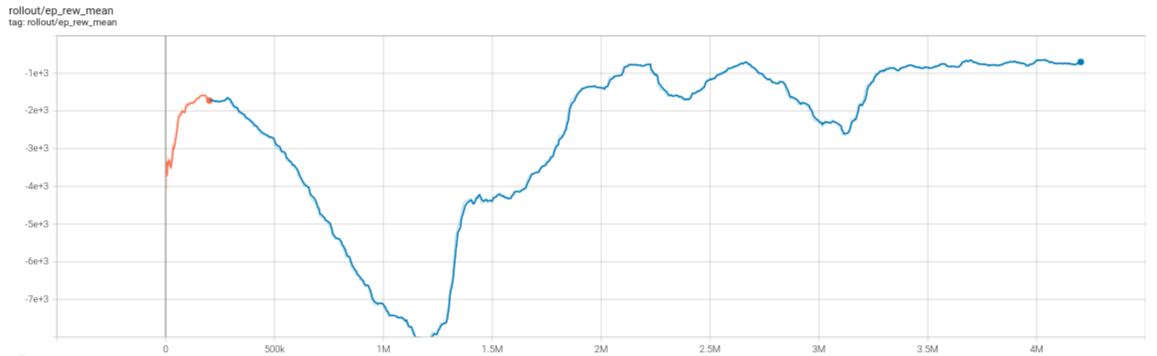 rollout/ep_rew_mean
tag: rollout/ep_rew_mean
-1e+3
-2e+3
-3e+3
-4e+3
-5e+3
-6e+3
-7e+3
0 500k 1M 1.5M 2M 2.5M 3M 3.5M 4M